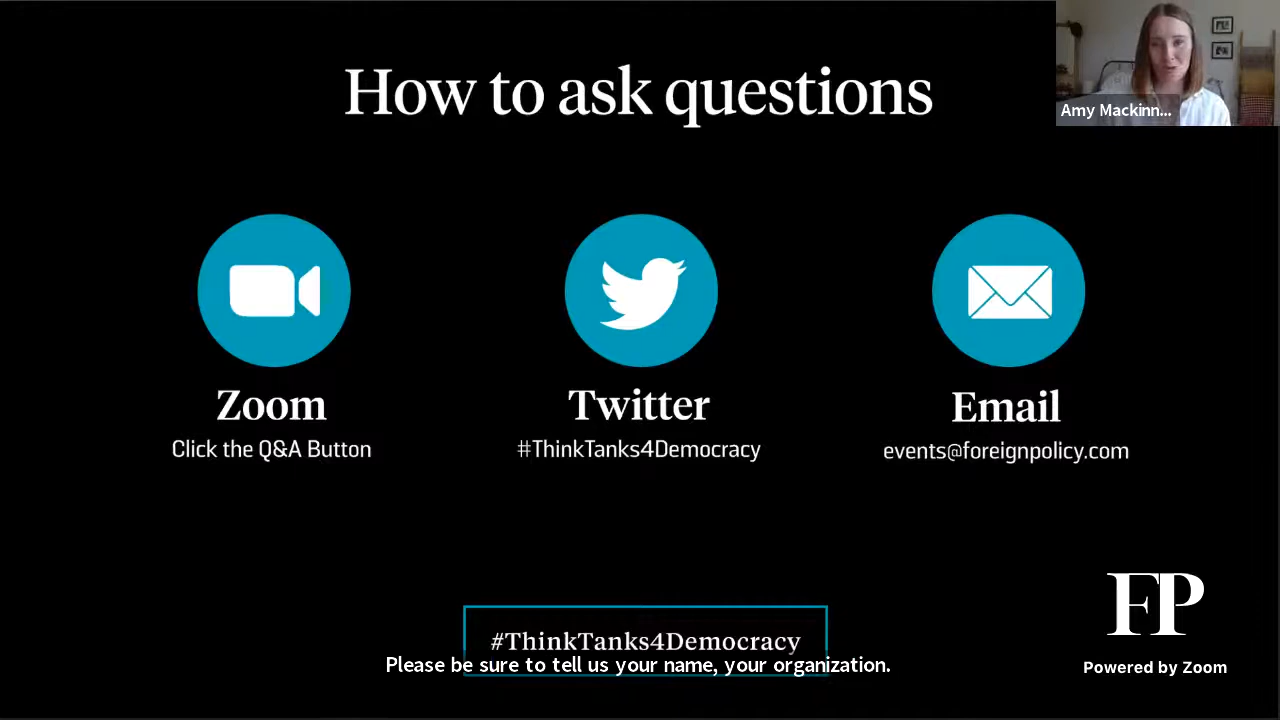 How to ask questions
Amy Mackinn...
Zoom
Click the Q&A Button
Twitter
#ThinkTanks4Democracy
Email
events@foreignpolicy.com
#ThinkTanks4Democracy
Please be sure to tell us your name, your organization.
FP
Powered by Zoom